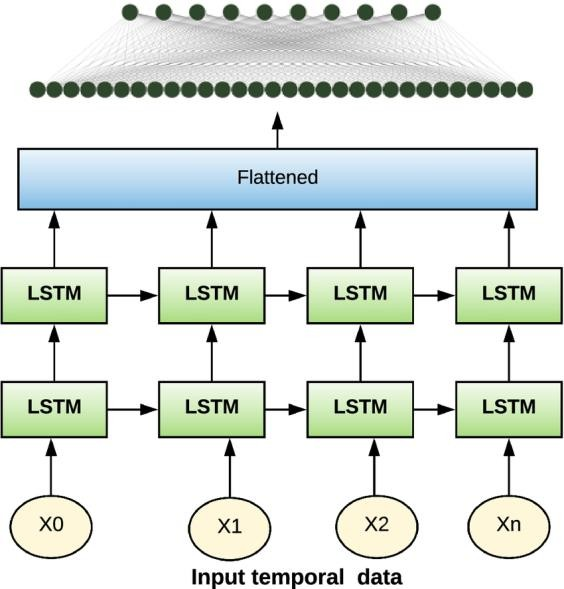 Flattened
LSTM LSTM LSTM LSTM
LSTM LSTM LSTM LSTM
X0 X1 X2 Xn
Input temporal data